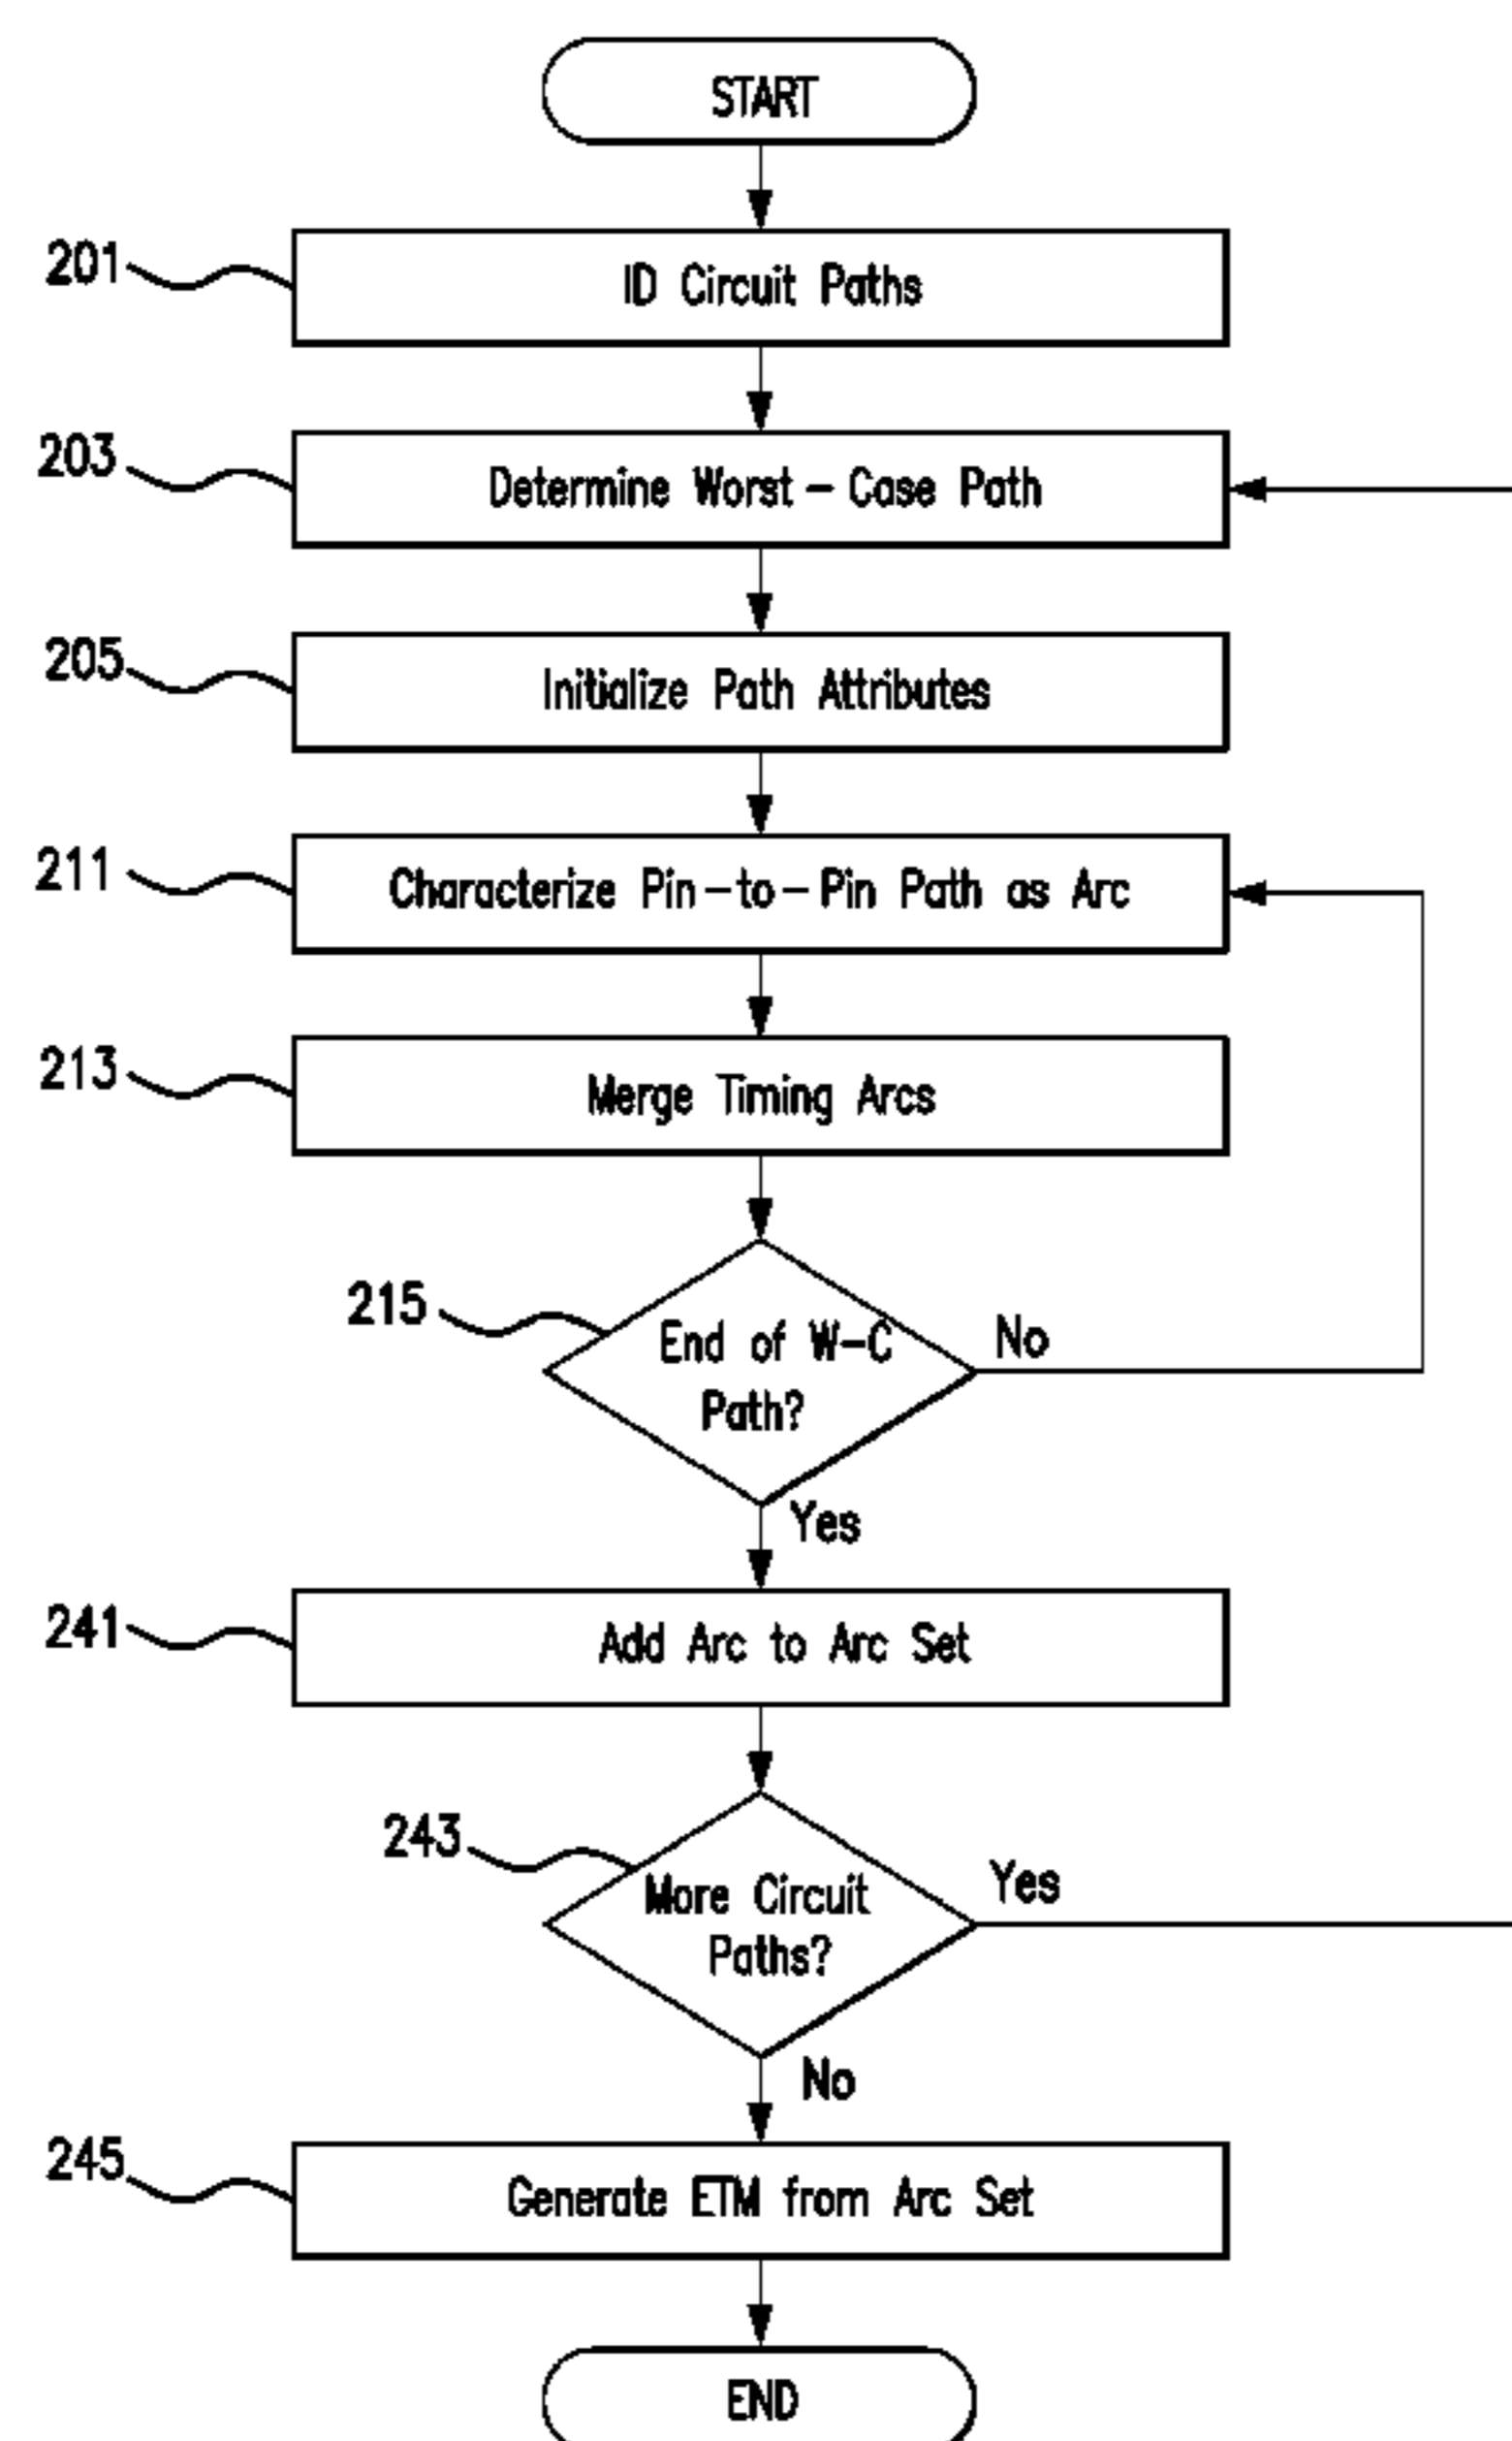 START
201
ID Circuit Paths
203
Determine Worst-Case Path
205
Initialize Path Attributes
211
Characterize Pin-to-Pin Path as Arc
213
Merge Timing Arcs
215
End of W-C
Path?
No
Yes
241
Add Arc to Arc Set
243
More Circuit
Paths?
Yes
No
245
Generate ETM from Arc Set
END